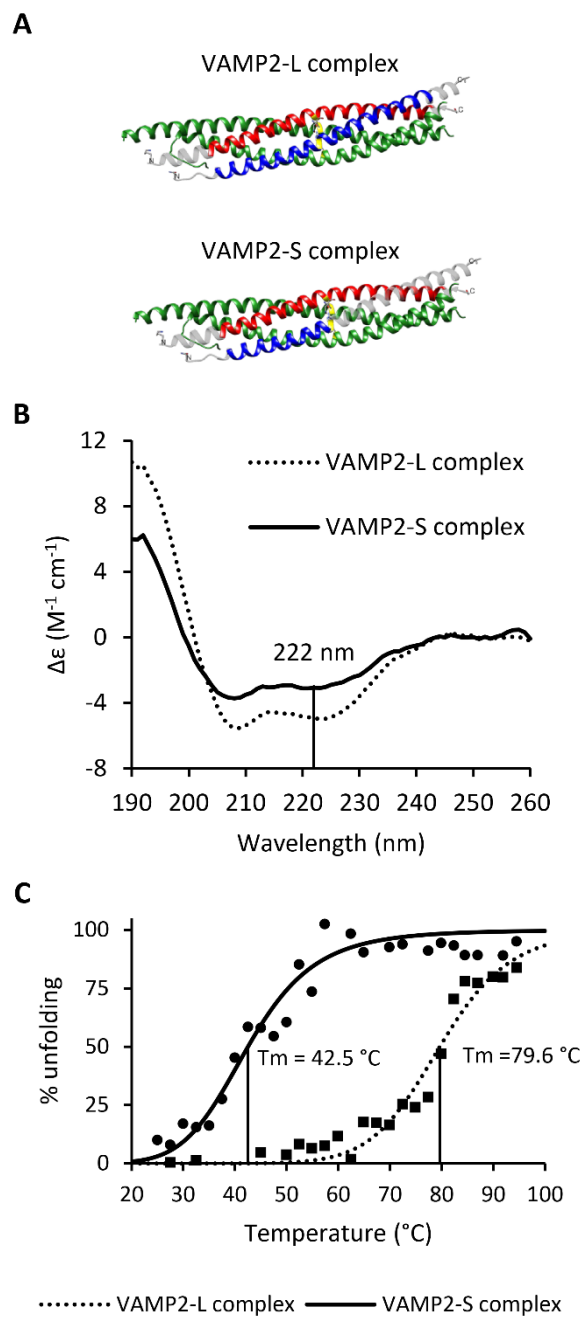 A
VAMP2-L complex
N
N
C
C
VAMP2-S complex
N
N
C
C
B
12
8
4
0
-4
-8
Δε (M-1 cm-1)
VAMP2-L complex
VAMP2-S complex
222 nm
190 200 210 220 230 240 250 260
Wavelength (nm)
C
100
75
50
25
0
% unfolding
Tm = 42.5 °C
Tm =79.6 °C
20 30 40 50 60 70 80 90 100
Temperature (°C)
VAMP2-L complex VAMP2-S complex